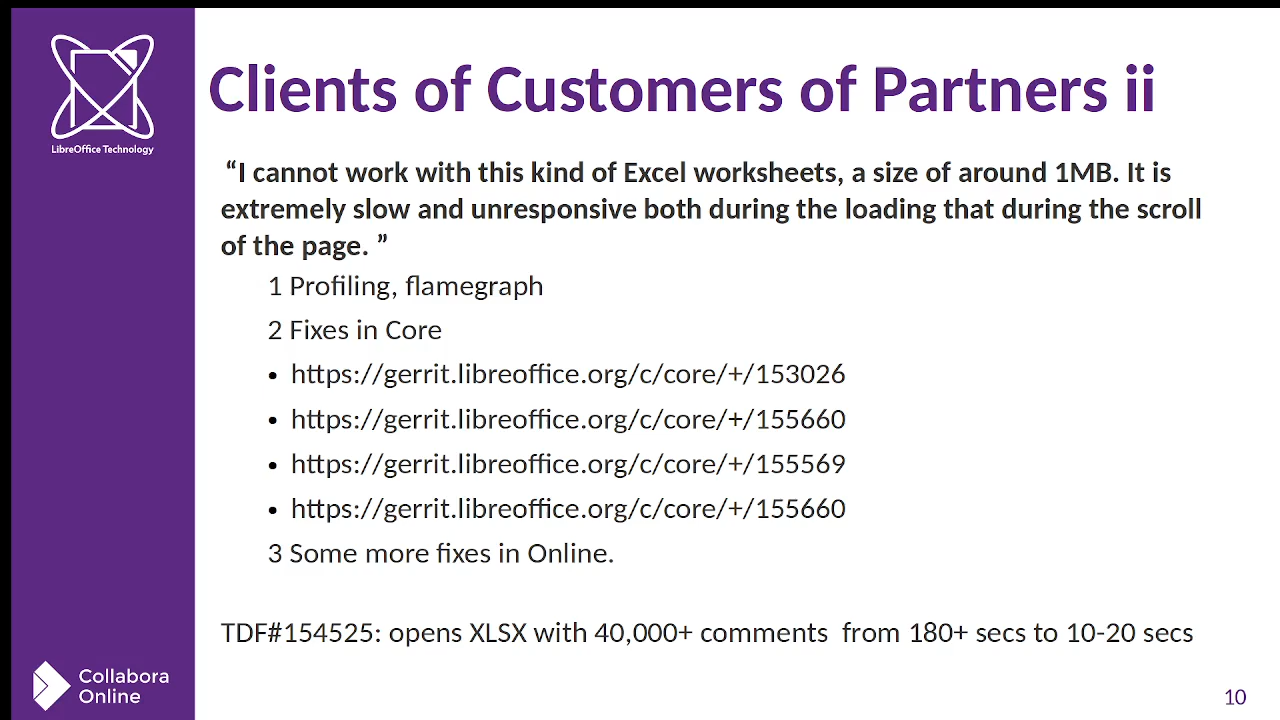 LibreOffice Technology
Clients of Customers of Partners ii
“I cannot work with this kind of Excel worksheets, a size of around 1MB. It is
extremely slow and unresponsive both during the loading that during the scroll
of the page. ”
1 Profiling, flamegraph
2 Fixes in Core
• https://gerrit.libreoffice.org/c/core/+/153026
• https://gerrit.libreoffice.org/c/core/+/155660
• https://gerrit.libreoffice.org/c/core/+/155569
• https://gerrit.libreoffice.org/c/core/+/155660
3 Some more fixes in Online.
TDF#154525: opens XLSX with 40,000+ comments  from 180+ secs to 10-20 secs
Collabora
Online
10